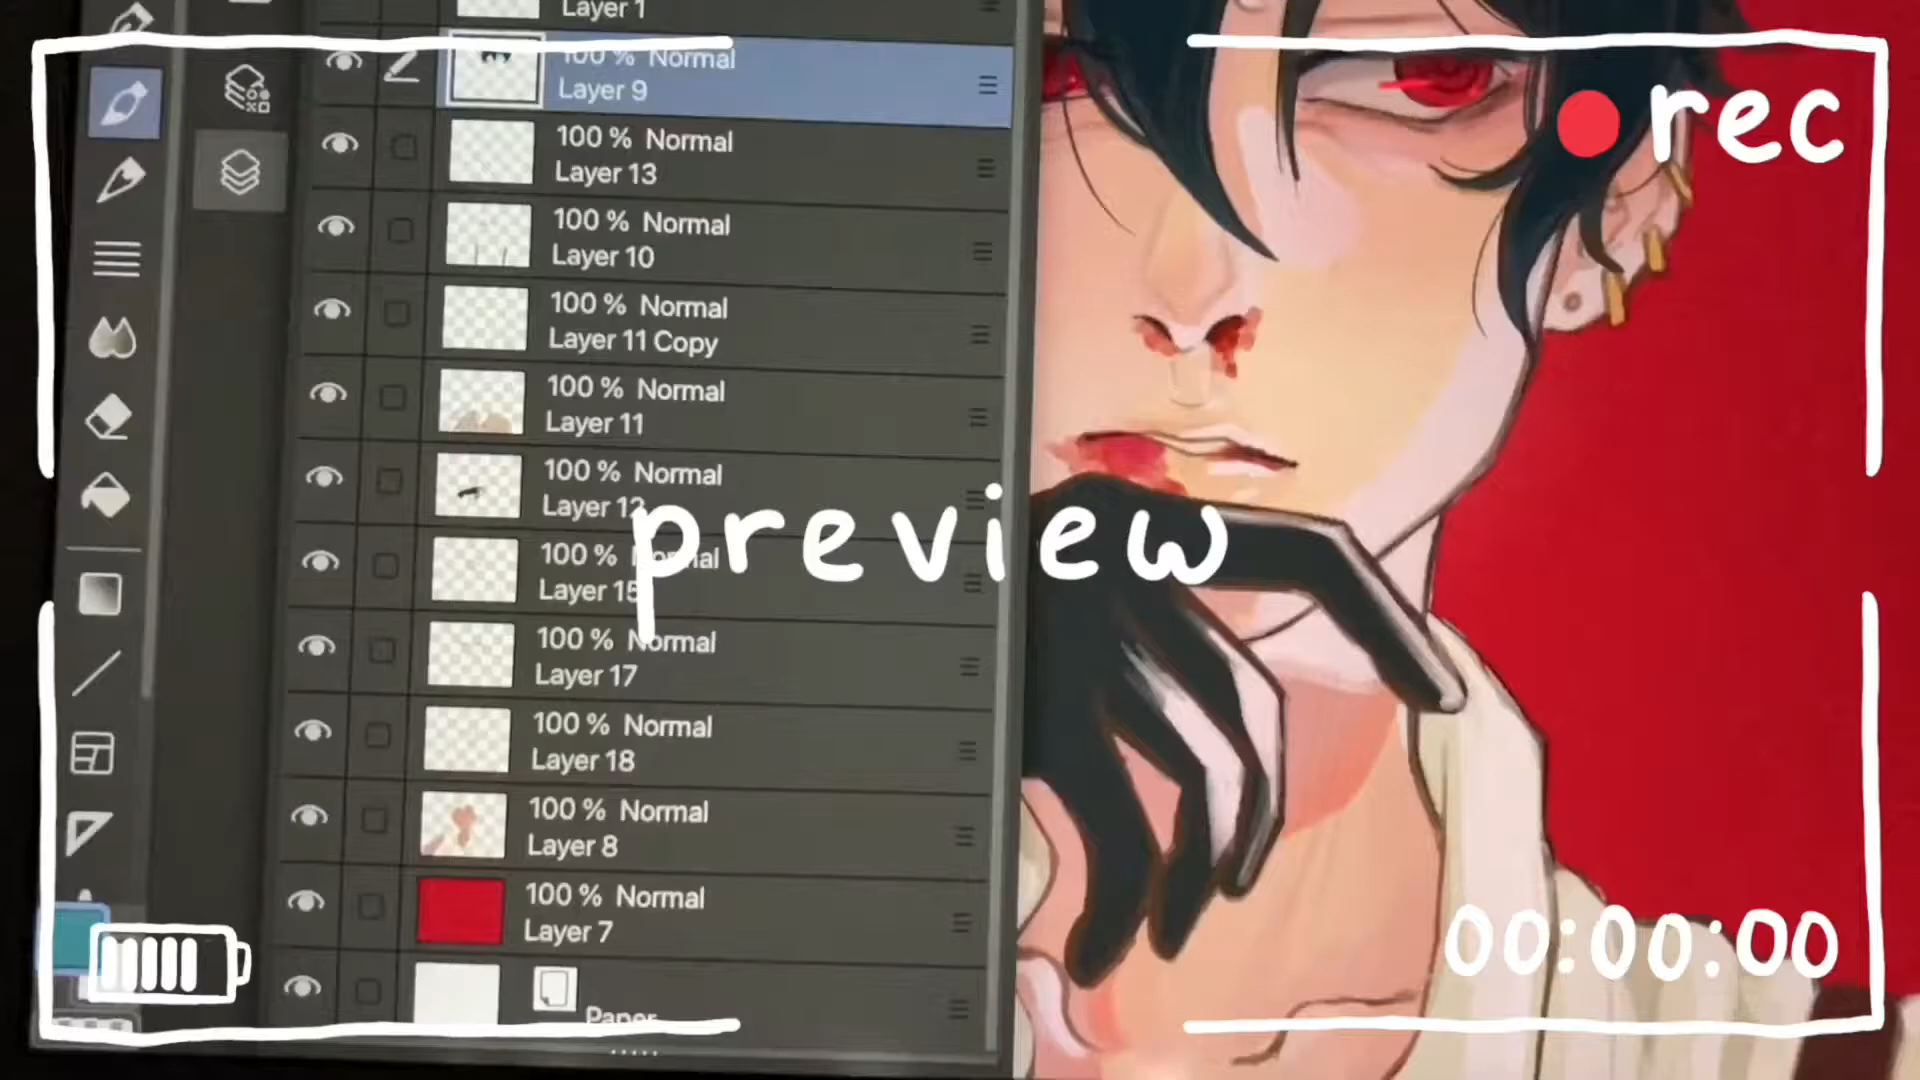 Layer 1
100 % Normal
Layer 9
rec
100 % Normal
Layer 13
100 % Normal
Layer 10
100 % Normal
Layer 11 Copy
100 % Normal
Layer 11
100 % Normal
Layer 12
preview
100 % Normal
Layer 15
100 % Normal
Layer 17
100 % Normal
Layer 18
100 % Normal
Layer 8
100 % Normal
Layer 7
00:00:00
Paper